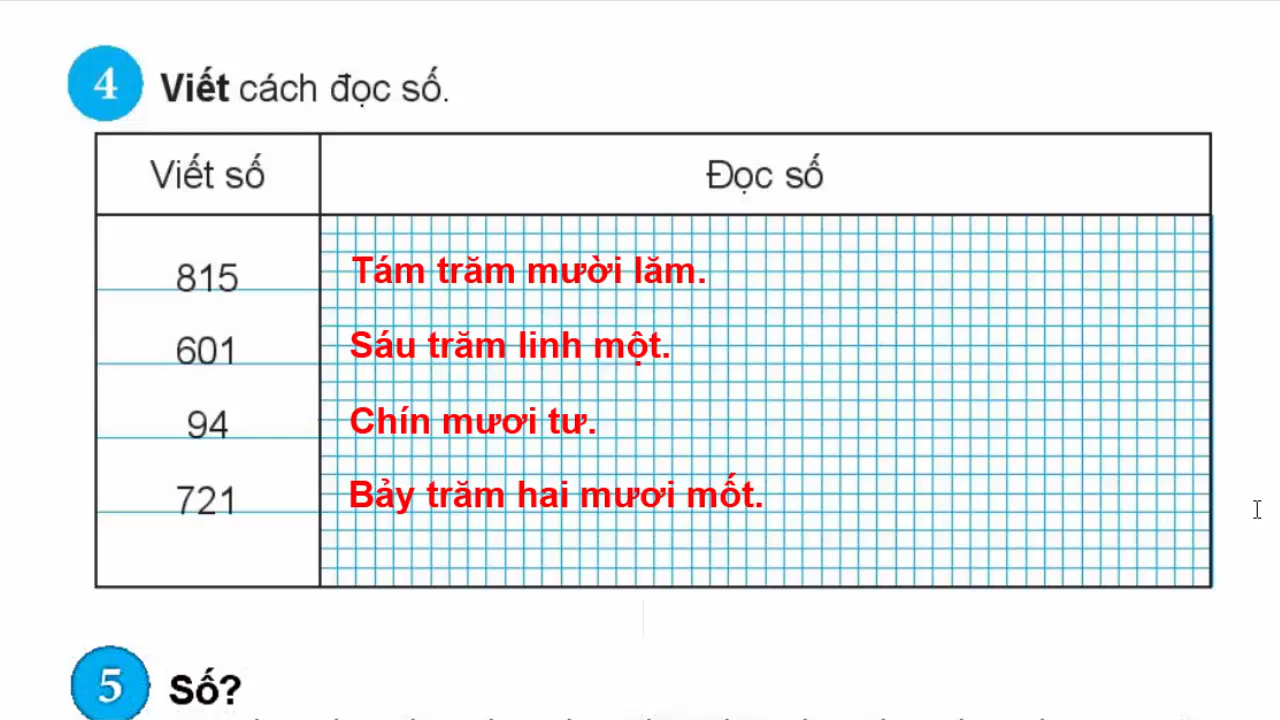 4 Viết cách đọc số.
Viết số Đọc số
815 Tám trăm mười lăm.
601 Sáu trăm linh một.
94 Chín mươi tư.
721 Bảy trăm hai mươi mốt.
5 Số?